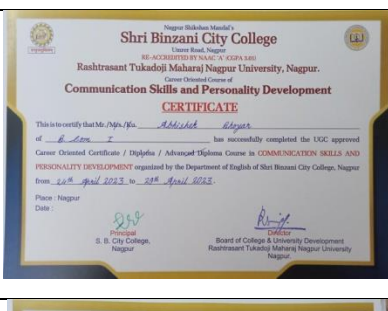 Nagpur Shikshan Mandal's
Shri Binzani City College
Umrer Road, Nagpur
RE-ACCREDITED BY NAAC 'A'
Rashtrasant Tukadoji Maharaj Nagpur University, Nagpur.
Career Oriented Course of
Communication Skills and Personality Development
CERTIFICATE
This is to certify that Mr./Miss/Mrs. Abhishek Bhoyar
of B. Com I has successfully completed the UGC approved
Career Oriented Certificate / Diploma / Advanced Diploma Course in COMMUNICATION SKILLS AND
PERSONALITY DEVELOPMENT organized by the Department of English of Shri Binzani City College, Nagpur
from 24th April 2023 to 29th April 2023.
Place : Nagpur
Date :
Principal
S. B. City College,
Nagpur
Director
Board of College & University Development
Rashtrasant Tukadoji Maharaj Nagpur University
Nagpur.